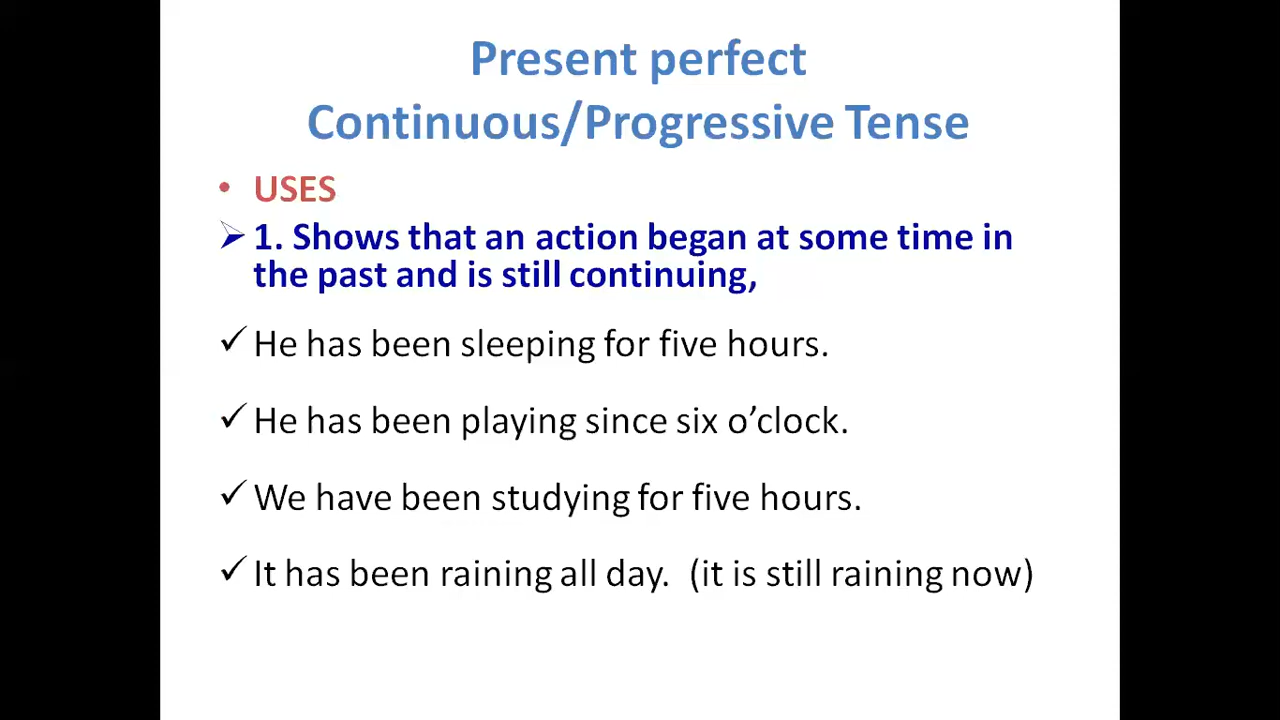 Present perfect
Continuous/Progressive Tense
• USES
➢ 1. Shows that an action began at some time in
the past and is still continuing,
✓ He has been sleeping for five hours.
✓ He has been playing since six o’clock.
✓ We have been studying for five hours.
✓ It has been raining all day.  (it is still raining now)